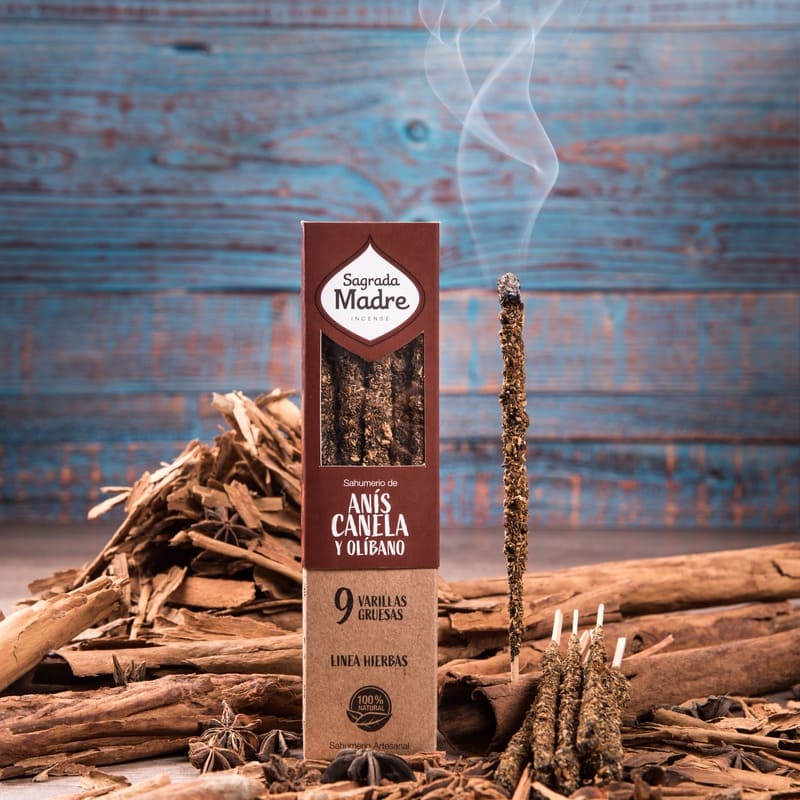 Sagrada
Madre
INCENSE
Sahumerio de
ANÍS
CANELA
Y OLÍBANO
9 VARILLAS
GRUESAS
LINEA HIERBAS
100%
NATURAL
Sahumerio Artesanal